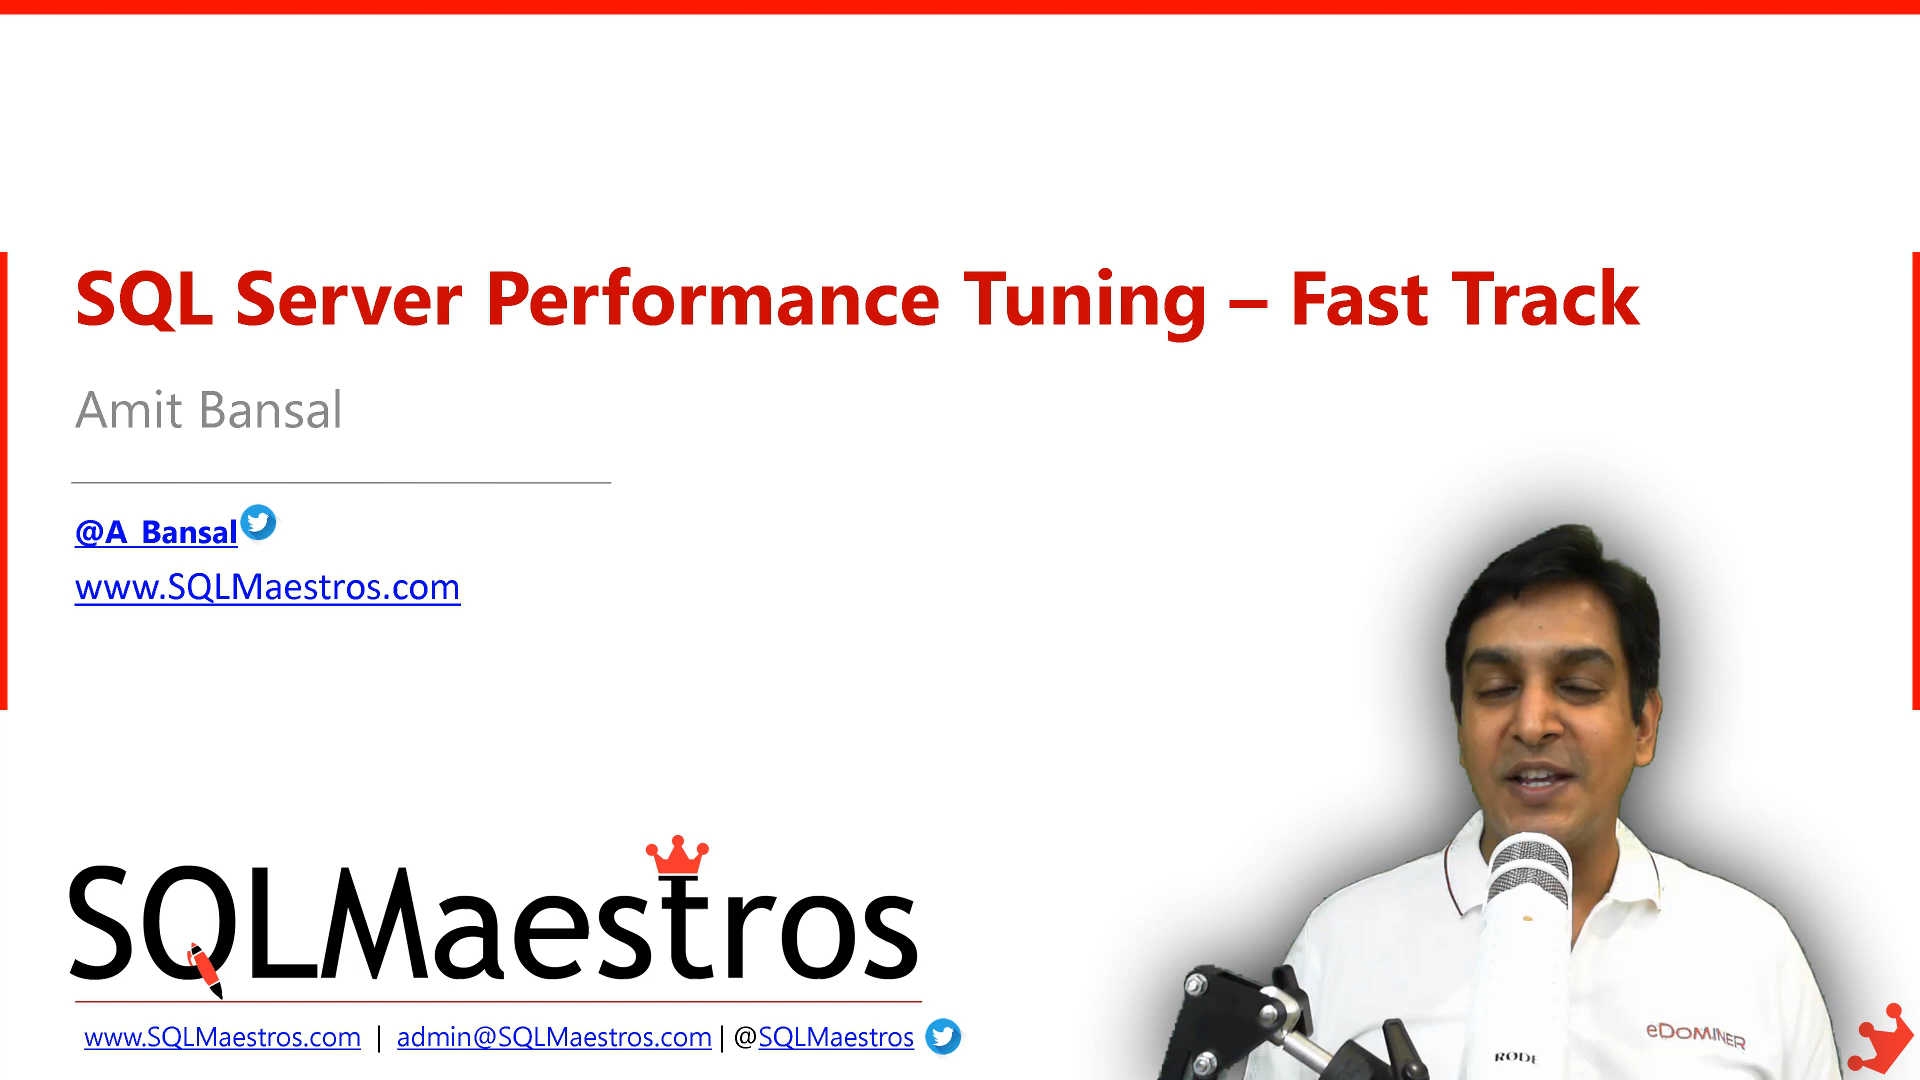 SQL Server Performance Tuning – Fast Track
Amit Bansal
@A_Bansal
www.SQLMaestros.com
SQLMaestros
www.SQLMaestros.com | admin@SQLMaestros.com | @SQLMaestros
eDOMINER
RØDE